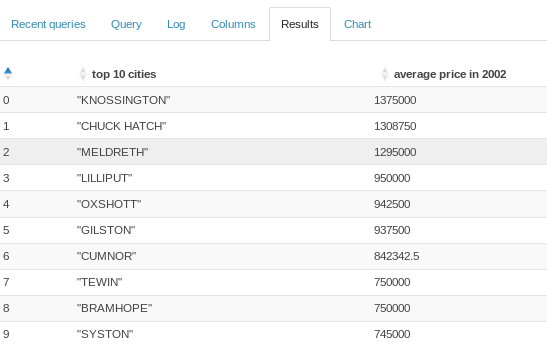 Recent queries Query Log Columns Results Chart
top 10 cities average price in 2002
0 "KNOSSINGTON" 1375000
1 "CHUCK HATCH" 1308750
2 "MELDRETH" 1295000
3 "LILLIPUT" 950000
4 "OXSHOTT" 942500
5 "GILSTON" 937500
6 "CUMNOR" 842342.5
7 "TEWIN" 750000
8 "BRAMHOPE" 750000
9 "SYSTON" 745000